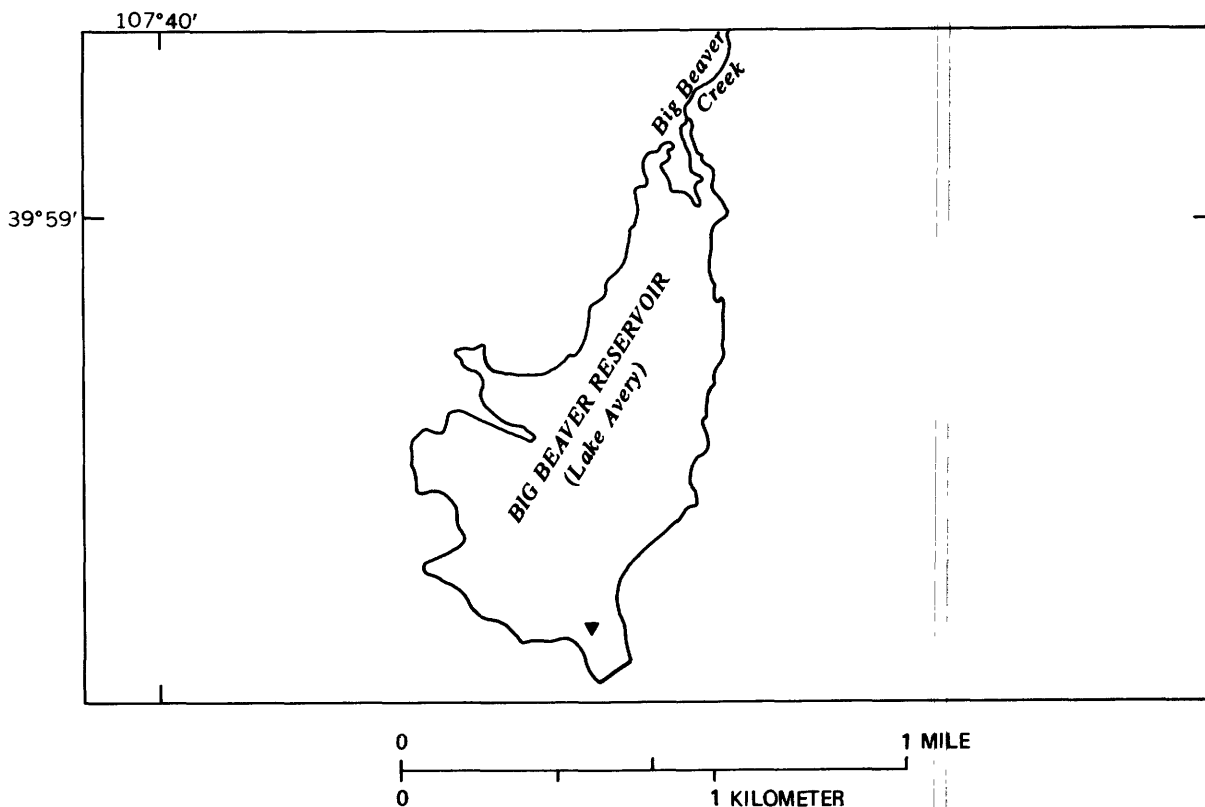 107°40'
Big Beaver
Creek
39°59'
BIG BEAVER RESERVOIR
(Lake Avery)
0 1 MILE
0 1 KILOMETER